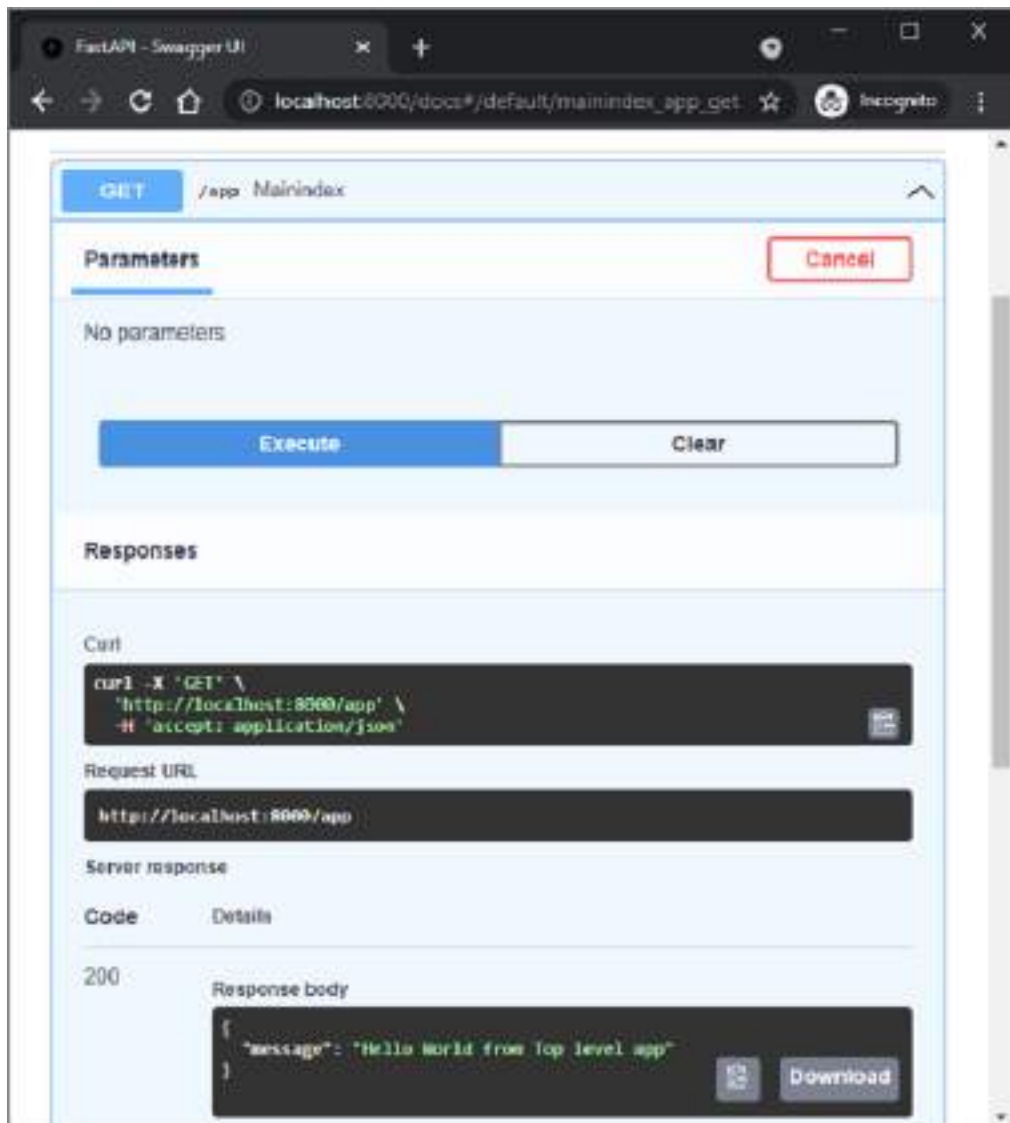 FastAPI - Swagger UI
localhost:8000/docs#/default/mainindex_app_get
Incognito
GET /app Mainindex
Parameters
Cancel
No parameters
Execute
Clear
Responses
Curl
curl -X 'GET' \
'http://localhost:8000/app' \
-H 'accept: application/json'
Request URL
http://localhost:8000/app
Server response
Code Details
200
Response body
{
"message": "Hello World from Top level app"
}
Download